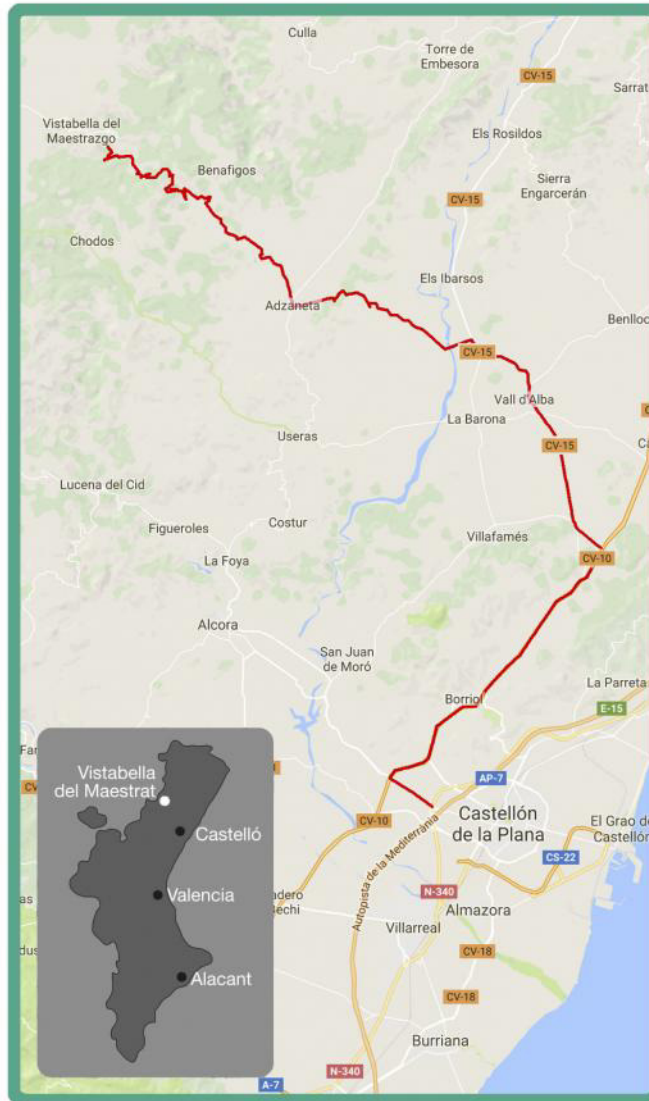 Culla
Torre de
Embesora
CV-15
Sarrat
Vistabella del
Maestrazgo
Els Rosildos
Benafigos
Sierra
Engarcerán
CV-15
Chodos
Els Ibarsos
Adzaneta
Benlloc
CV-15
Vall d'Alba
La Barona
Useras
CV-15
Lucena del Cid
Costur
Figueroles
Villafamés
CV-10
La Foya
Alcora
San Juan
de Moró
La Parreta
Borriol
E-15
AP-7
CV-10
Castellón
de la Plana
El Grao de
Castellón
CS-22
Autopista de la Mediterránia
N-340
Almazora
Villarreal
CV-18
CV-18
Burriana
N-340
A-7
Vistabella
del Maestrat
Castelló
Valencia
Alacant